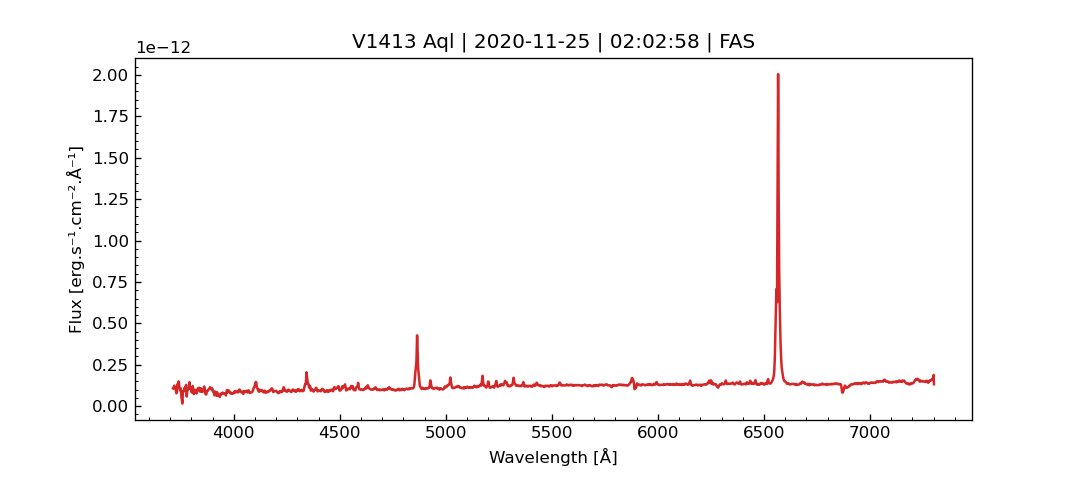 V1413 Aql | 2020-11-25 | 02:02:58 | FAS
1e−12
2.00
1.75
1.50
1.25
1.00
0.75
0.50
0.25
0.00
Flux [erg.s⁻¹.cm⁻².Å⁻¹]
4000 4500 5000 5500 6000 6500 7000
Wavelength [Å]